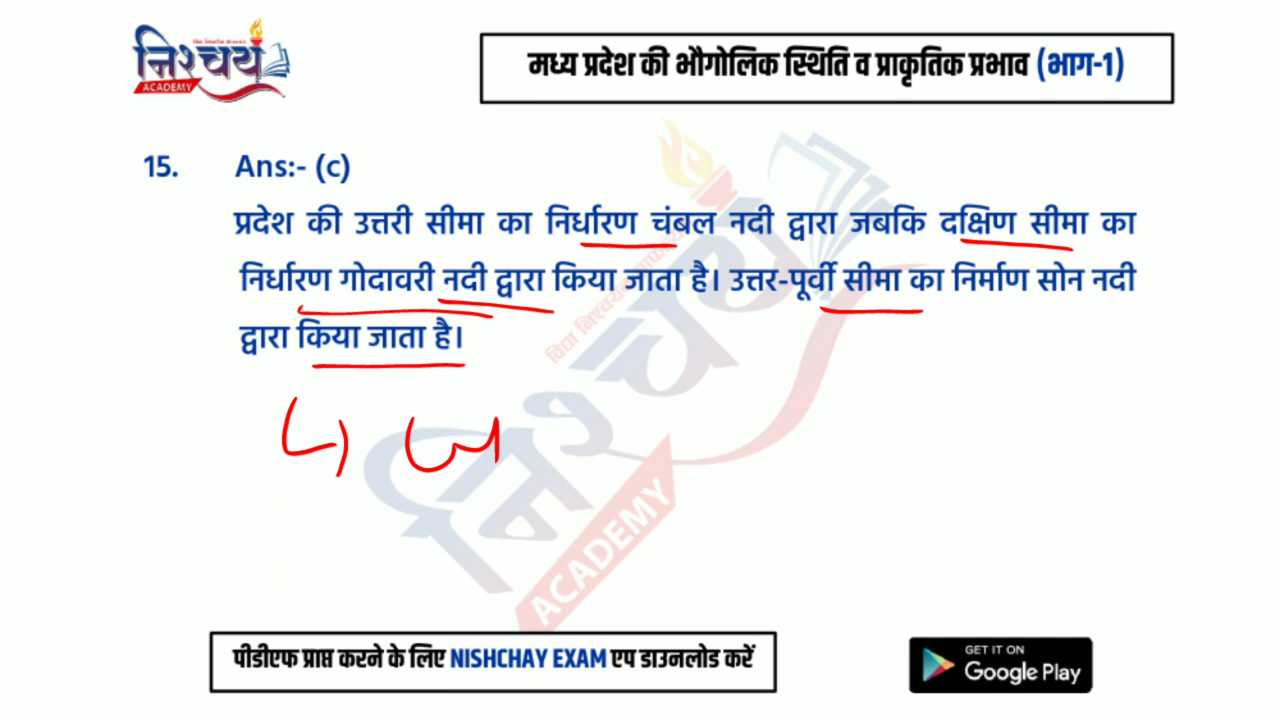 निश्चय
ACADEMY
मध्य प्रदेश की भौगोलिक स्थिति व प्राकृतिक प्रभाव (भाग-1)
15. Ans:- (c)
प्रदेश की उत्तरी सीमा का निर्धारण चंबल नदी द्वारा जबकि दक्षिण सीमा का
निर्धारण गोदावरी नदी द्वारा किया जाता है। उत्तर-पूर्वी सीमा का निर्माण सोन नदी
द्वारा किया जाता है।
निश्चय
ACADEMY
पीडीएफ प्राप्त करने के लिए NISHCHAY EXAM एप डाउनलोड करें
GET IT ON
Google Play